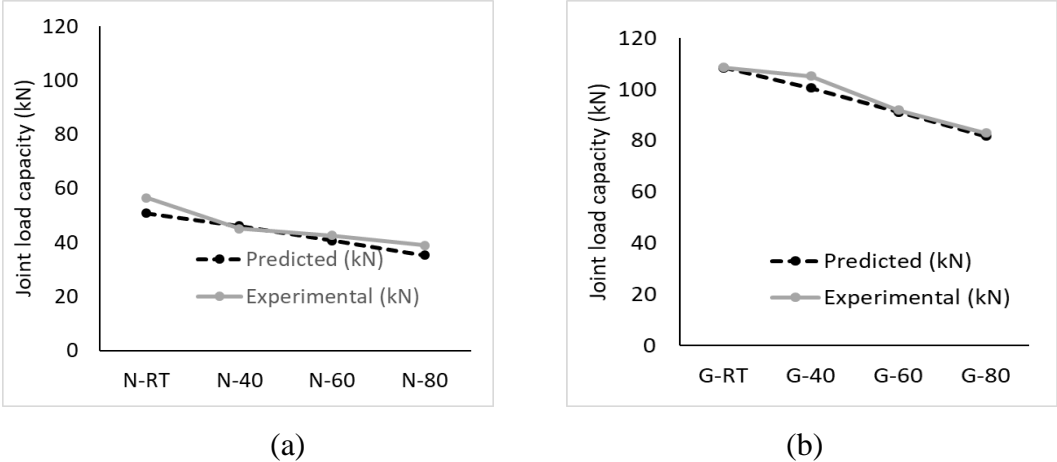 120
100
80
60
40
20
0
Joint load capacity (kN)
Predicted (kN)
Experimental (kN)
N-RT N-40 N-60 N-80
(a)
120
100
80
60
40
20
0
Joint load capacity (kN)
Predicted (kN)
Experimental (kN)
G-RT G-40 G-60 G-80
(b)